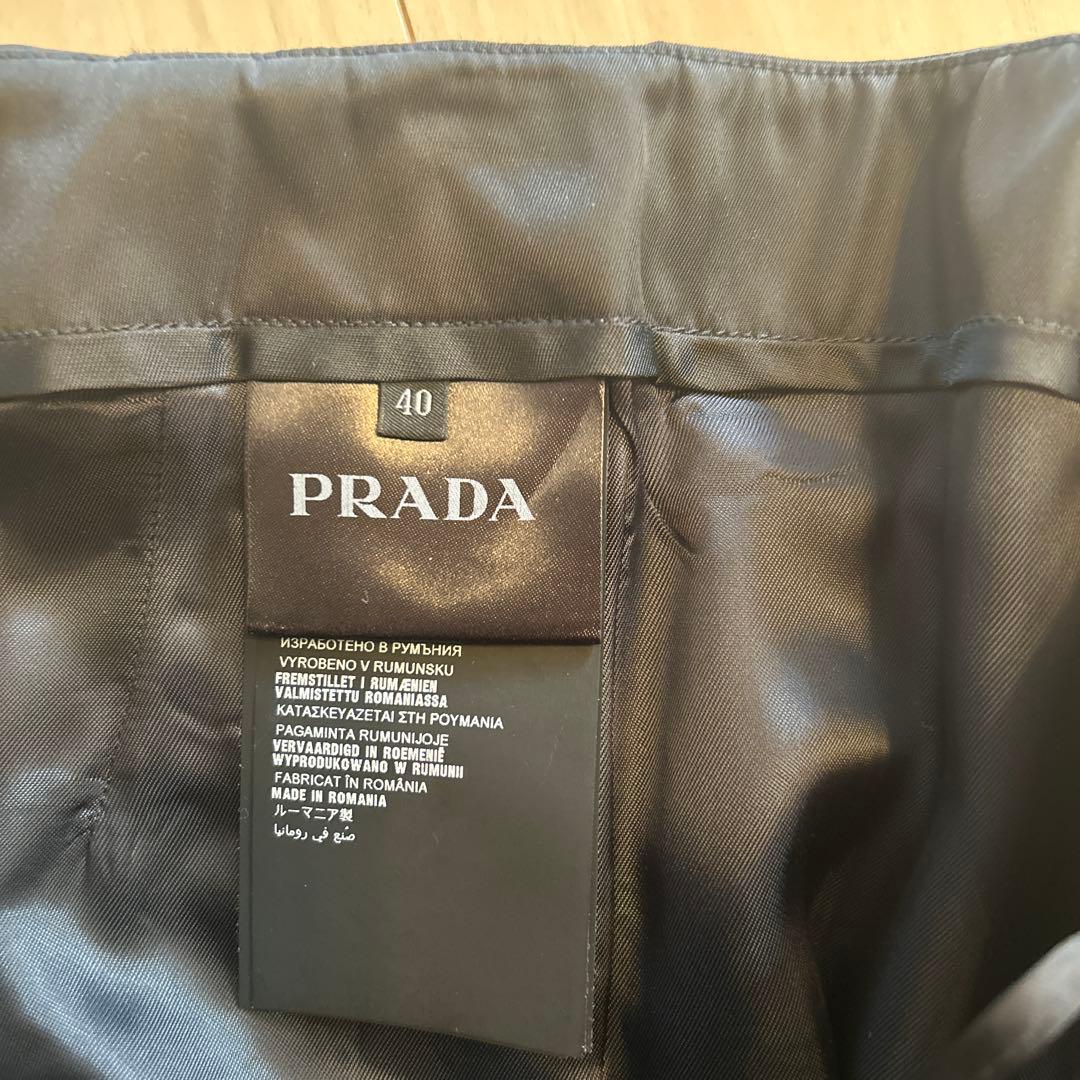 40
PRADA
ИЗРАБОТЕНО В РУМЪНИЯ
VYROBENO V RUMUNSKU
FREMSTILLET I RUMÆNIEN
VALMISTETTU ROMANIASSA
ΚΑΤΑΣΚΕΥΑΖΕΤΑΙ ΣΤΗ ΡΟΥΜΑΝΙΑ
PAGAMINTA RUMUNIJOJE
VERVAARDIGD IN ROEMENIË
WYPRODUKOWANO W RUMUNII
FABRICAT ÎN ROMÂNIA
MADE IN ROMANIA
ルーマニア製
صُنع في رومانيا